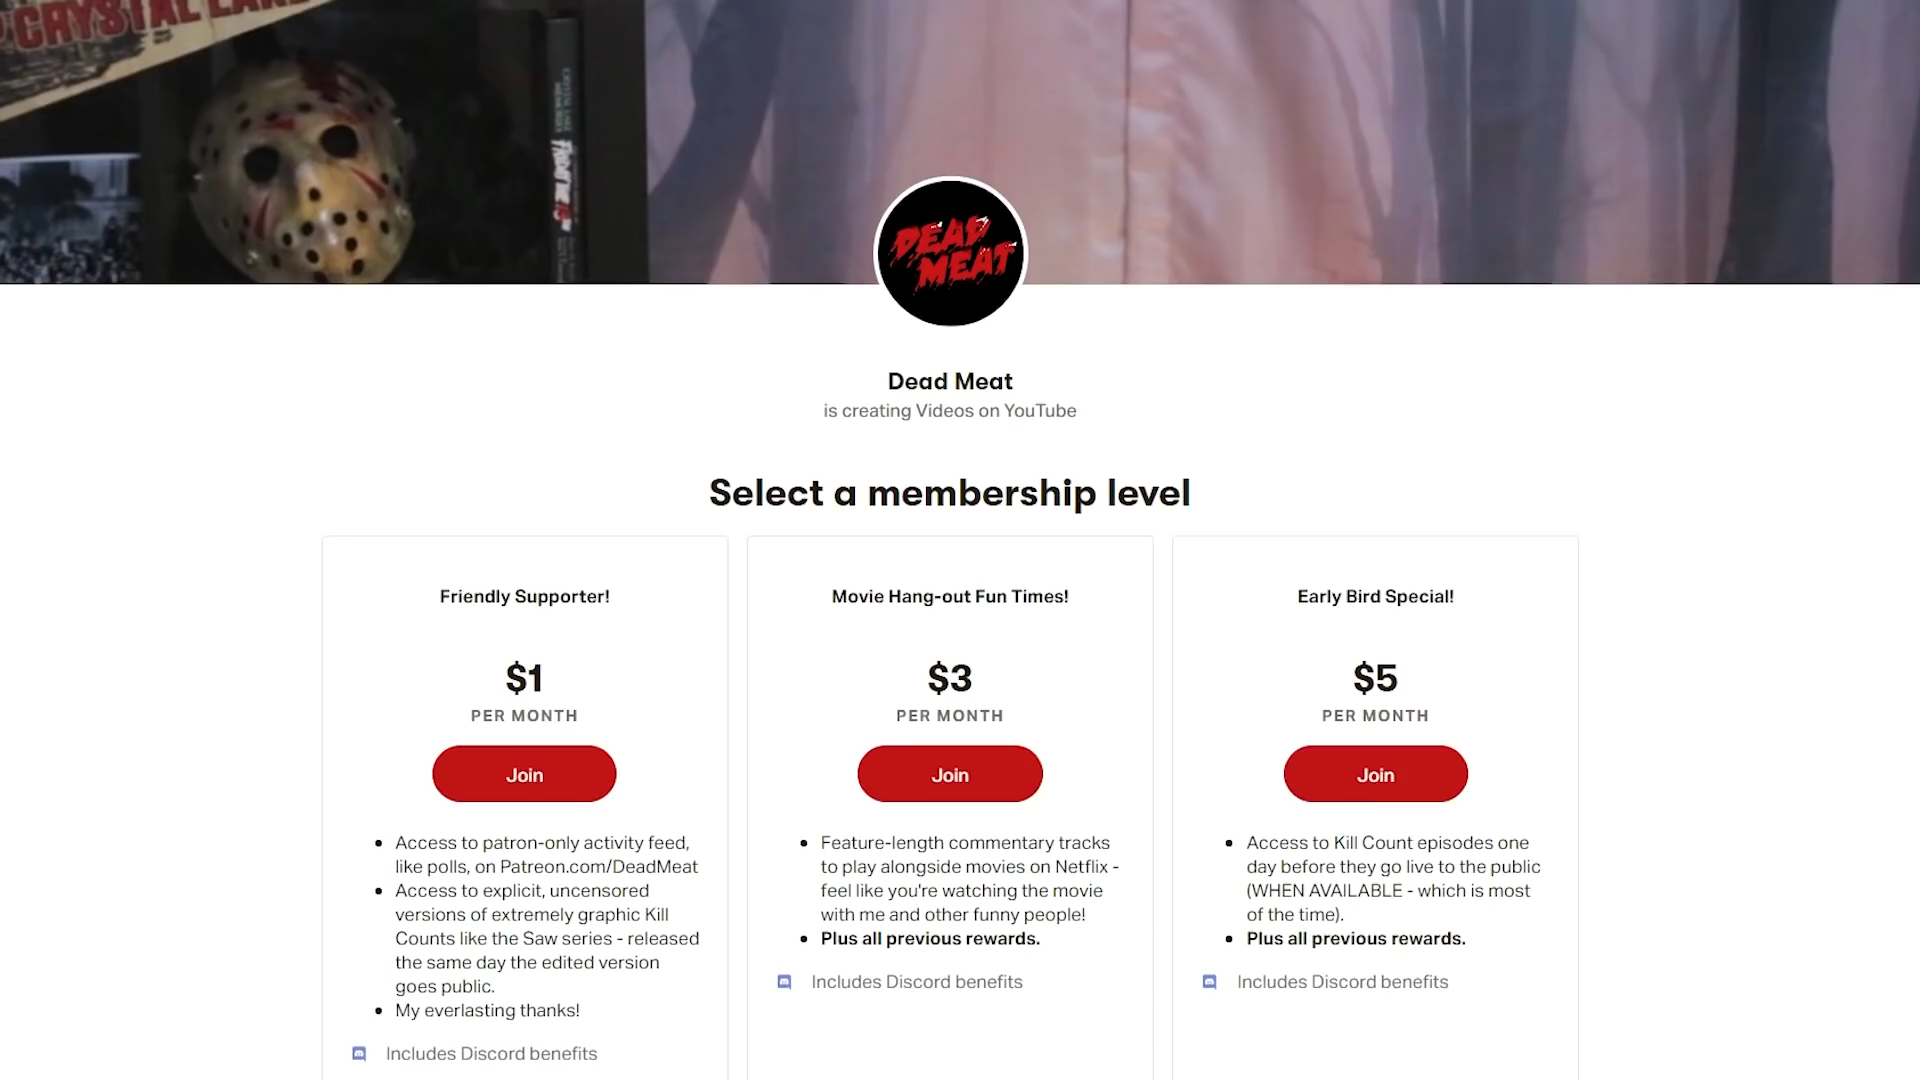 CRYSTAL LAKE
CRYSTAL LAKE
MEMORIES
FRIDAY THE 13TH
DEAD
MEAT
Dead Meat
is creating Videos on YouTube
Select a membership level
Friendly Supporter!
$1
PER MONTH
Join
Access to patron-only activity feed,
like polls, on Patreon.com/DeadMeat
Access to explicit, uncensored
versions of extremely graphic Kill
Counts like the Saw series - released
the same day the edited version
goes public.
My everlasting thanks!
Includes Discord benefits
Movie Hang-out Fun Times!
$3
PER MONTH
Join
Feature-length commentary tracks
to play alongside movies on Netflix -
feel like you're watching the movie
with me and other funny people!
Plus all previous rewards.
Includes Discord benefits
Early Bird Special!
$5
PER MONTH
Join
Access to Kill Count episodes one
day before they go live to the public
(WHEN AVAILABLE - which is most
of the time).
Plus all previous rewards.
Includes Discord benefits